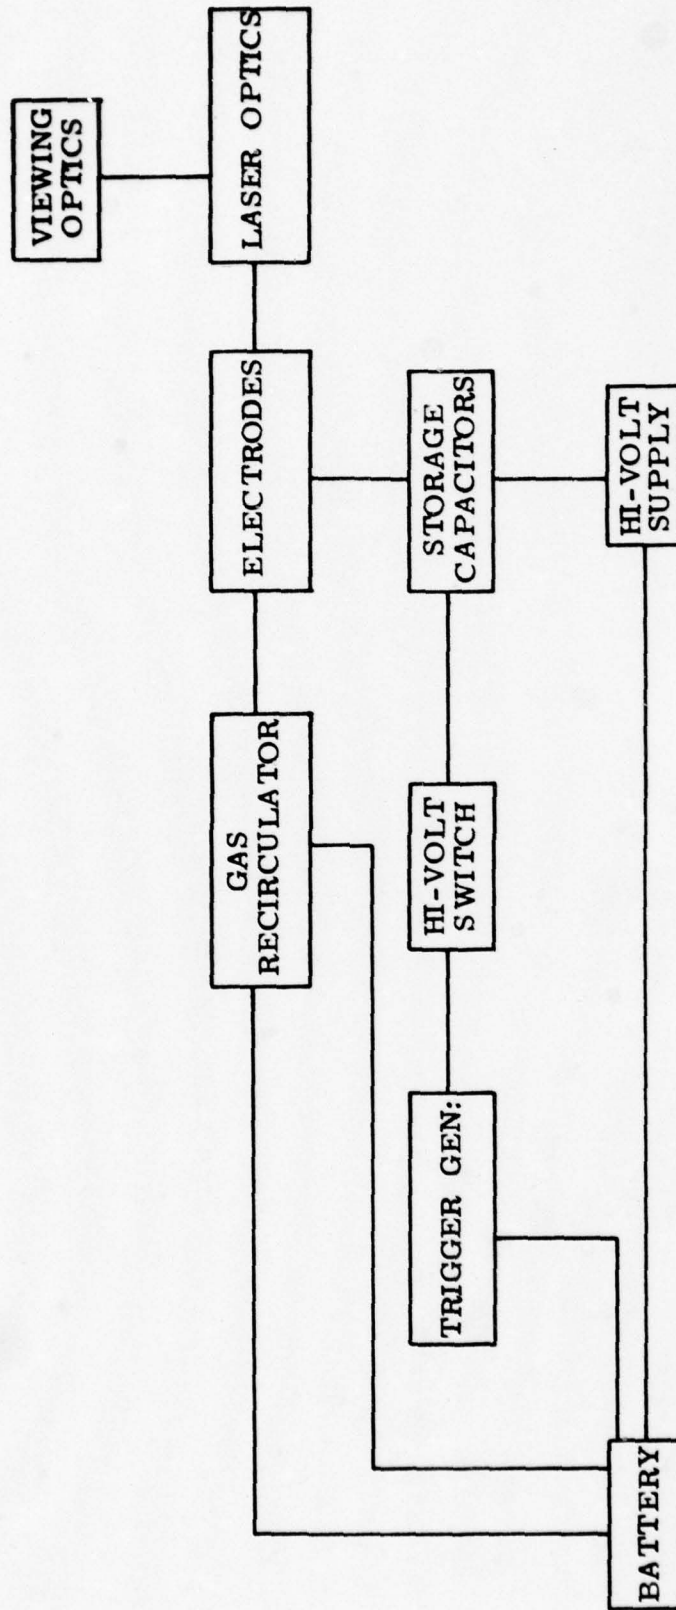 VIEWING
OPTICS
LASER OPTICS
ELECTRODES
GAS
RECIRCULATOR
STORAGE
CAPACITORS
HI-VOLT
SWITCH
TRIGGER GEN:
HI-VOLT
SUPPLY
BATTERY